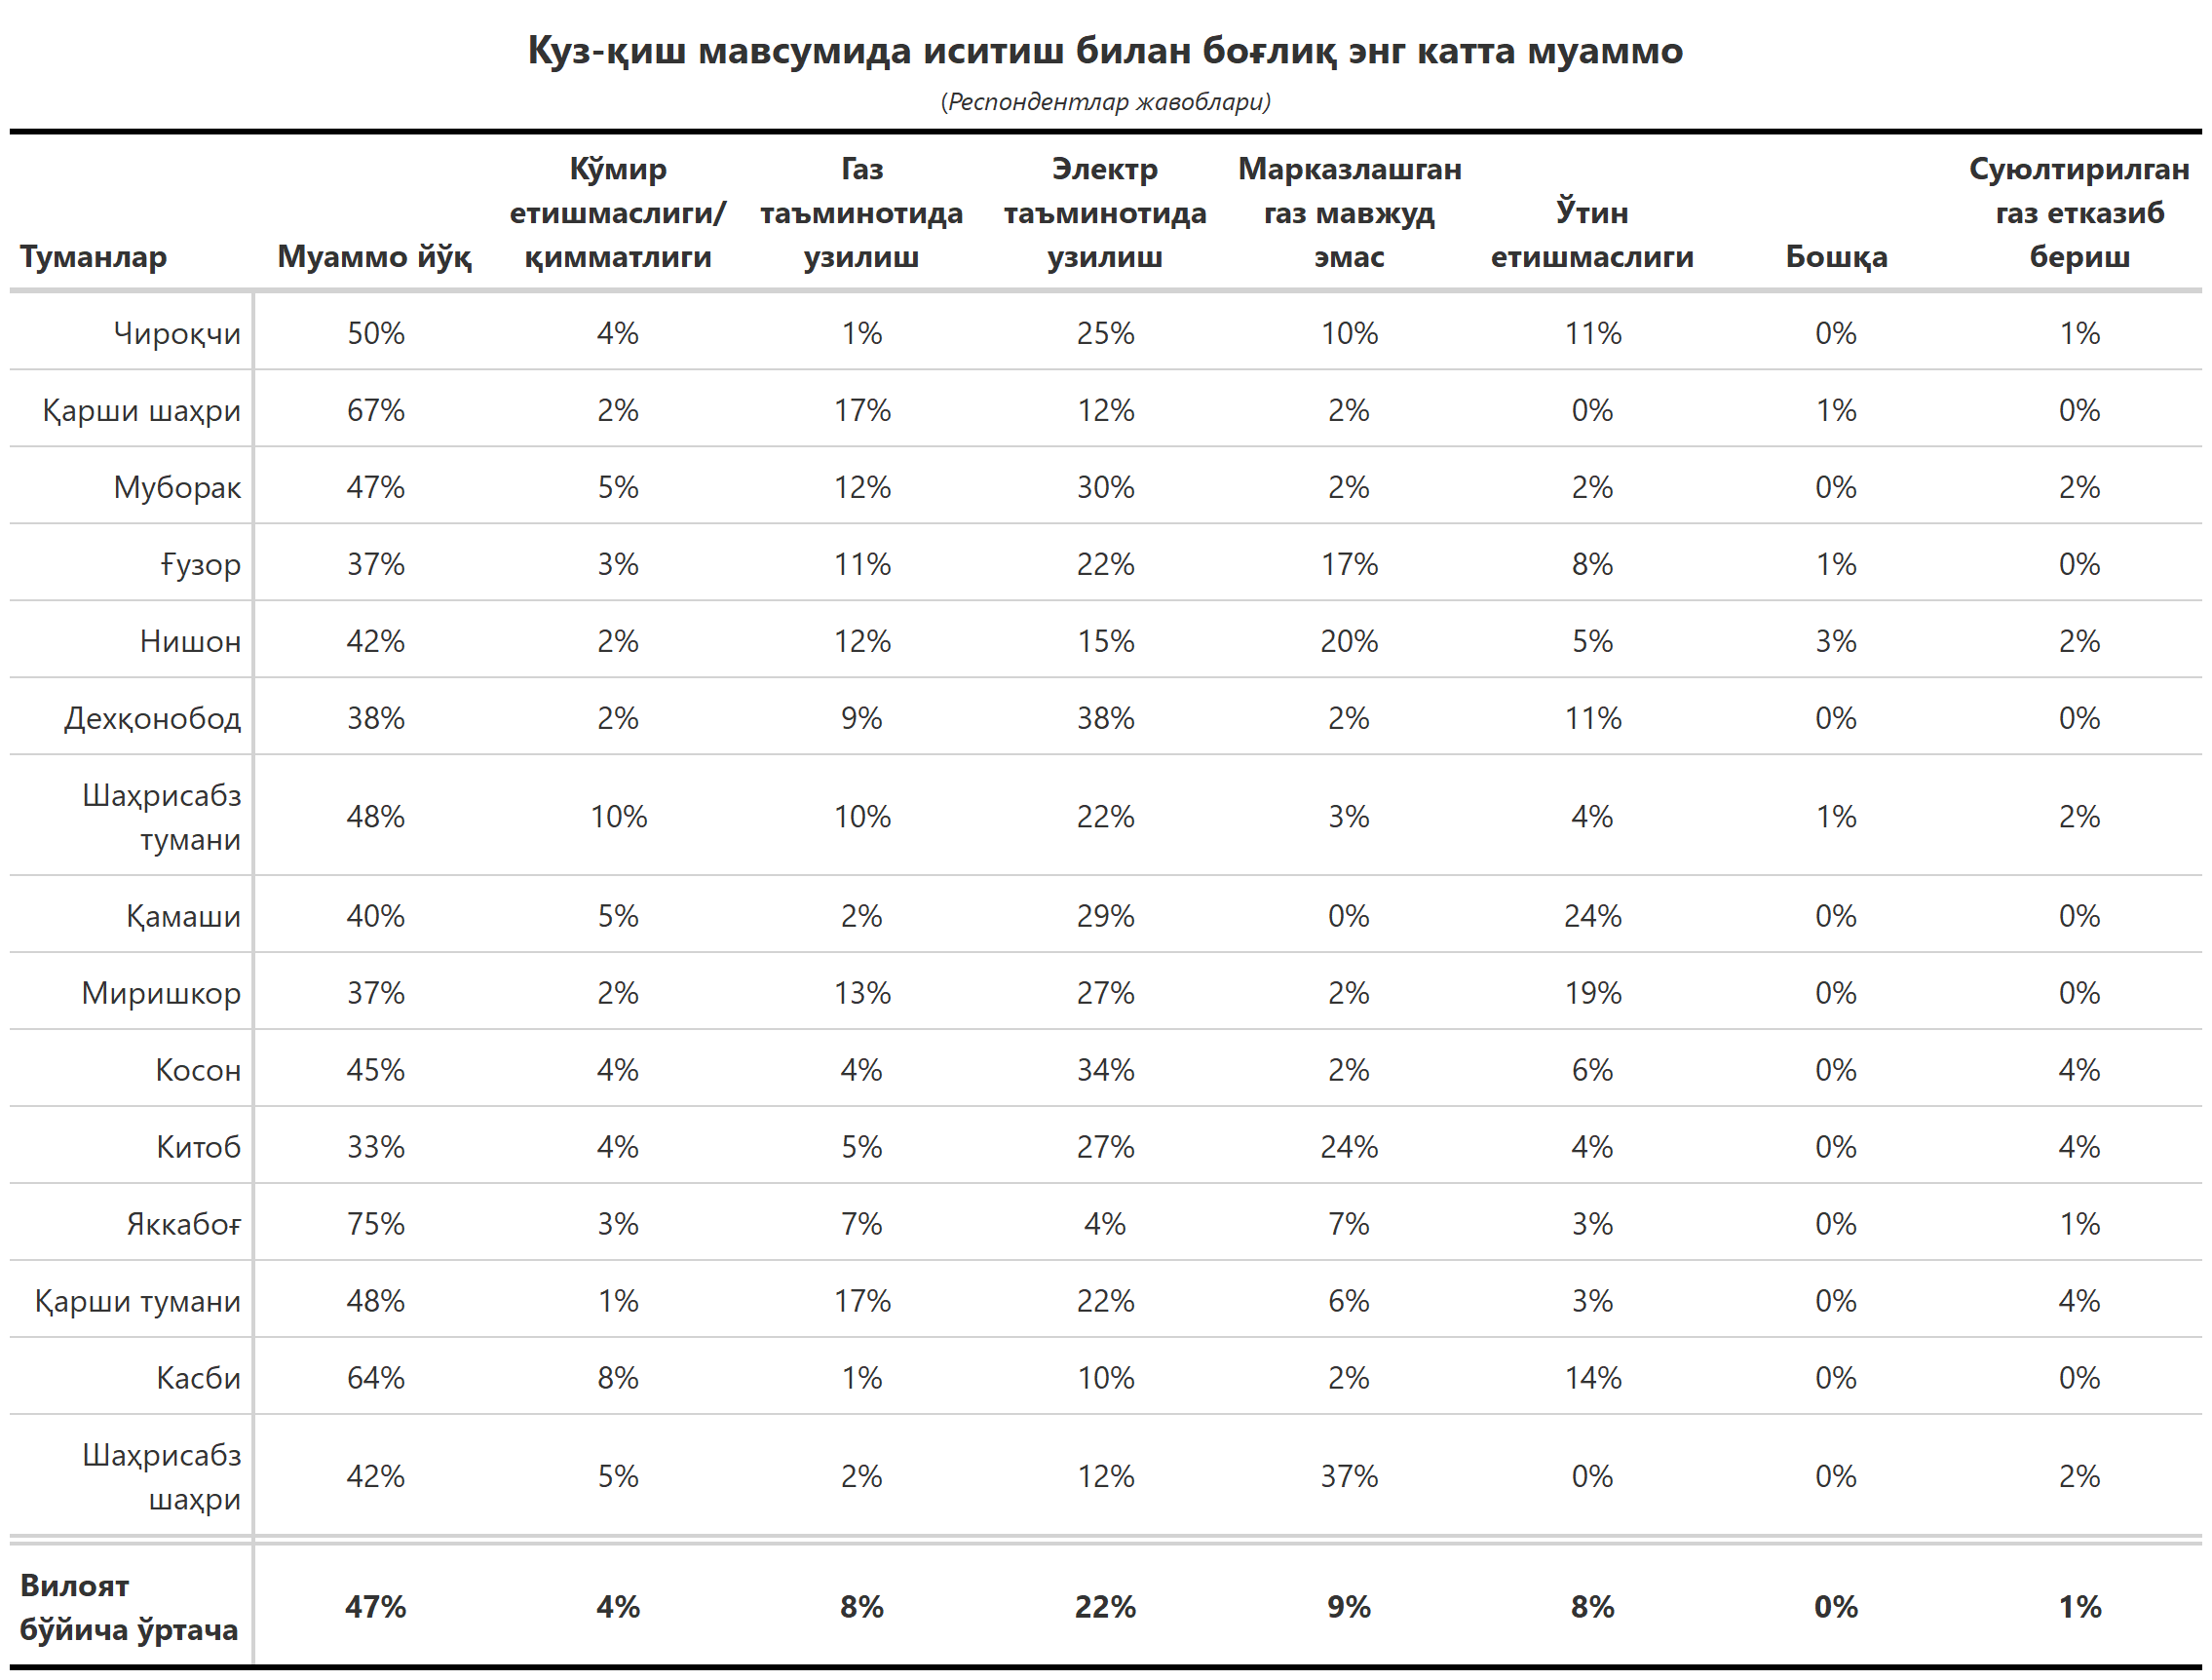 Куз-қиш мавсумида иситиш билан боғлиқ энг катта муаммо
(Респондентлар жавоблари)
Туманлар Муаммо йўқ Кўмир етишмаслиги/ қимматлиги Газ таъминотида узилиш Электр таъминотида узилиш Марказлашган газ мавжуд эмас Ўтин етишмаслиги Бошқа Суюлтирилган газ етказиб бериш
Чироқчи 50% 4% 1% 25% 10% 11% 0% 1%
Қарши шаҳри 67% 2% 17% 12% 2% 0% 1% 0%
Муборак 47% 5% 12% 30% 2% 2% 0% 2%
Ғузор 37% 3% 11% 22% 17% 8% 1% 0%
Нишон 42% 2% 12% 15% 20% 5% 3% 2%
Дехқонобод 38% 2% 9% 38% 2% 11% 0% 0%
Шаҳрисабз тумани 48% 10% 10% 22% 3% 4% 1% 2%
Қамаши 40% 5% 2% 29% 0% 24% 0% 0%
Миришкор 37% 2% 13% 27% 2% 19% 0% 0%
Косон 45% 4% 4% 34% 2% 6% 0% 4%
Китоб 33% 4% 5% 27% 24% 4% 0% 4%
Яккабоғ 75% 3% 7% 4% 7% 3% 0% 1%
Қарши тумани 48% 1% 17% 22% 6% 3% 0% 4%
Касби 64% 8% 1% 10% 2% 14% 0% 0%
Шаҳрисабз шаҳри 42% 5% 2% 12% 37% 0% 0% 2%
Вилоят бўйича ўртача 47% 4% 8% 22% 9% 8% 0% 1%